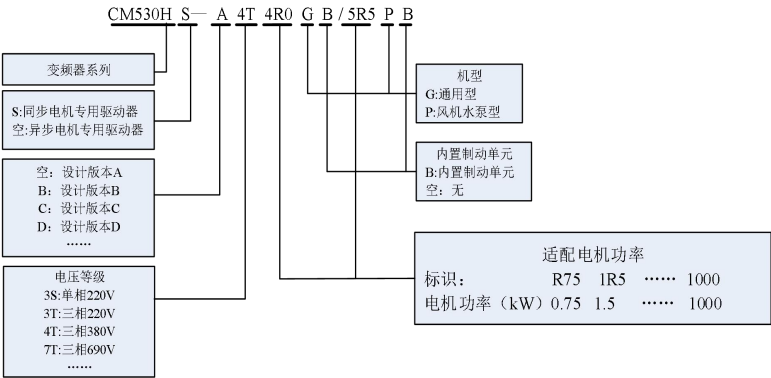 CM530H S— A 4T 4R0 G B / 5R5 P B
变频器系列
S:同步电机专用驱动器
空:异步电机专用驱动器
空：设计版本A
B：设计版本B
C：设计版本C
D：设计版本D
……
电压等级
3S:单相220V
3T:三相220V
4T:三相380V
7T:三相690V
……
机型
G:通用型
P:风机水泵型
内置制动单元
B:内置制动单元
空：无
适配电机功率
标识： R75 1R5 …… 1000
电机功率（kW）0.75 1.5 …… 1000